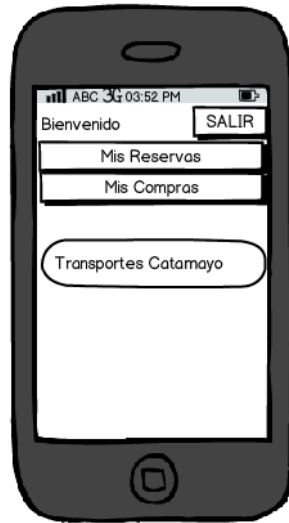 ABC 3G 03:52 PM
Bienvenido
SALIR
Mis Reservas
Mis Compras
Transportes Catamayo